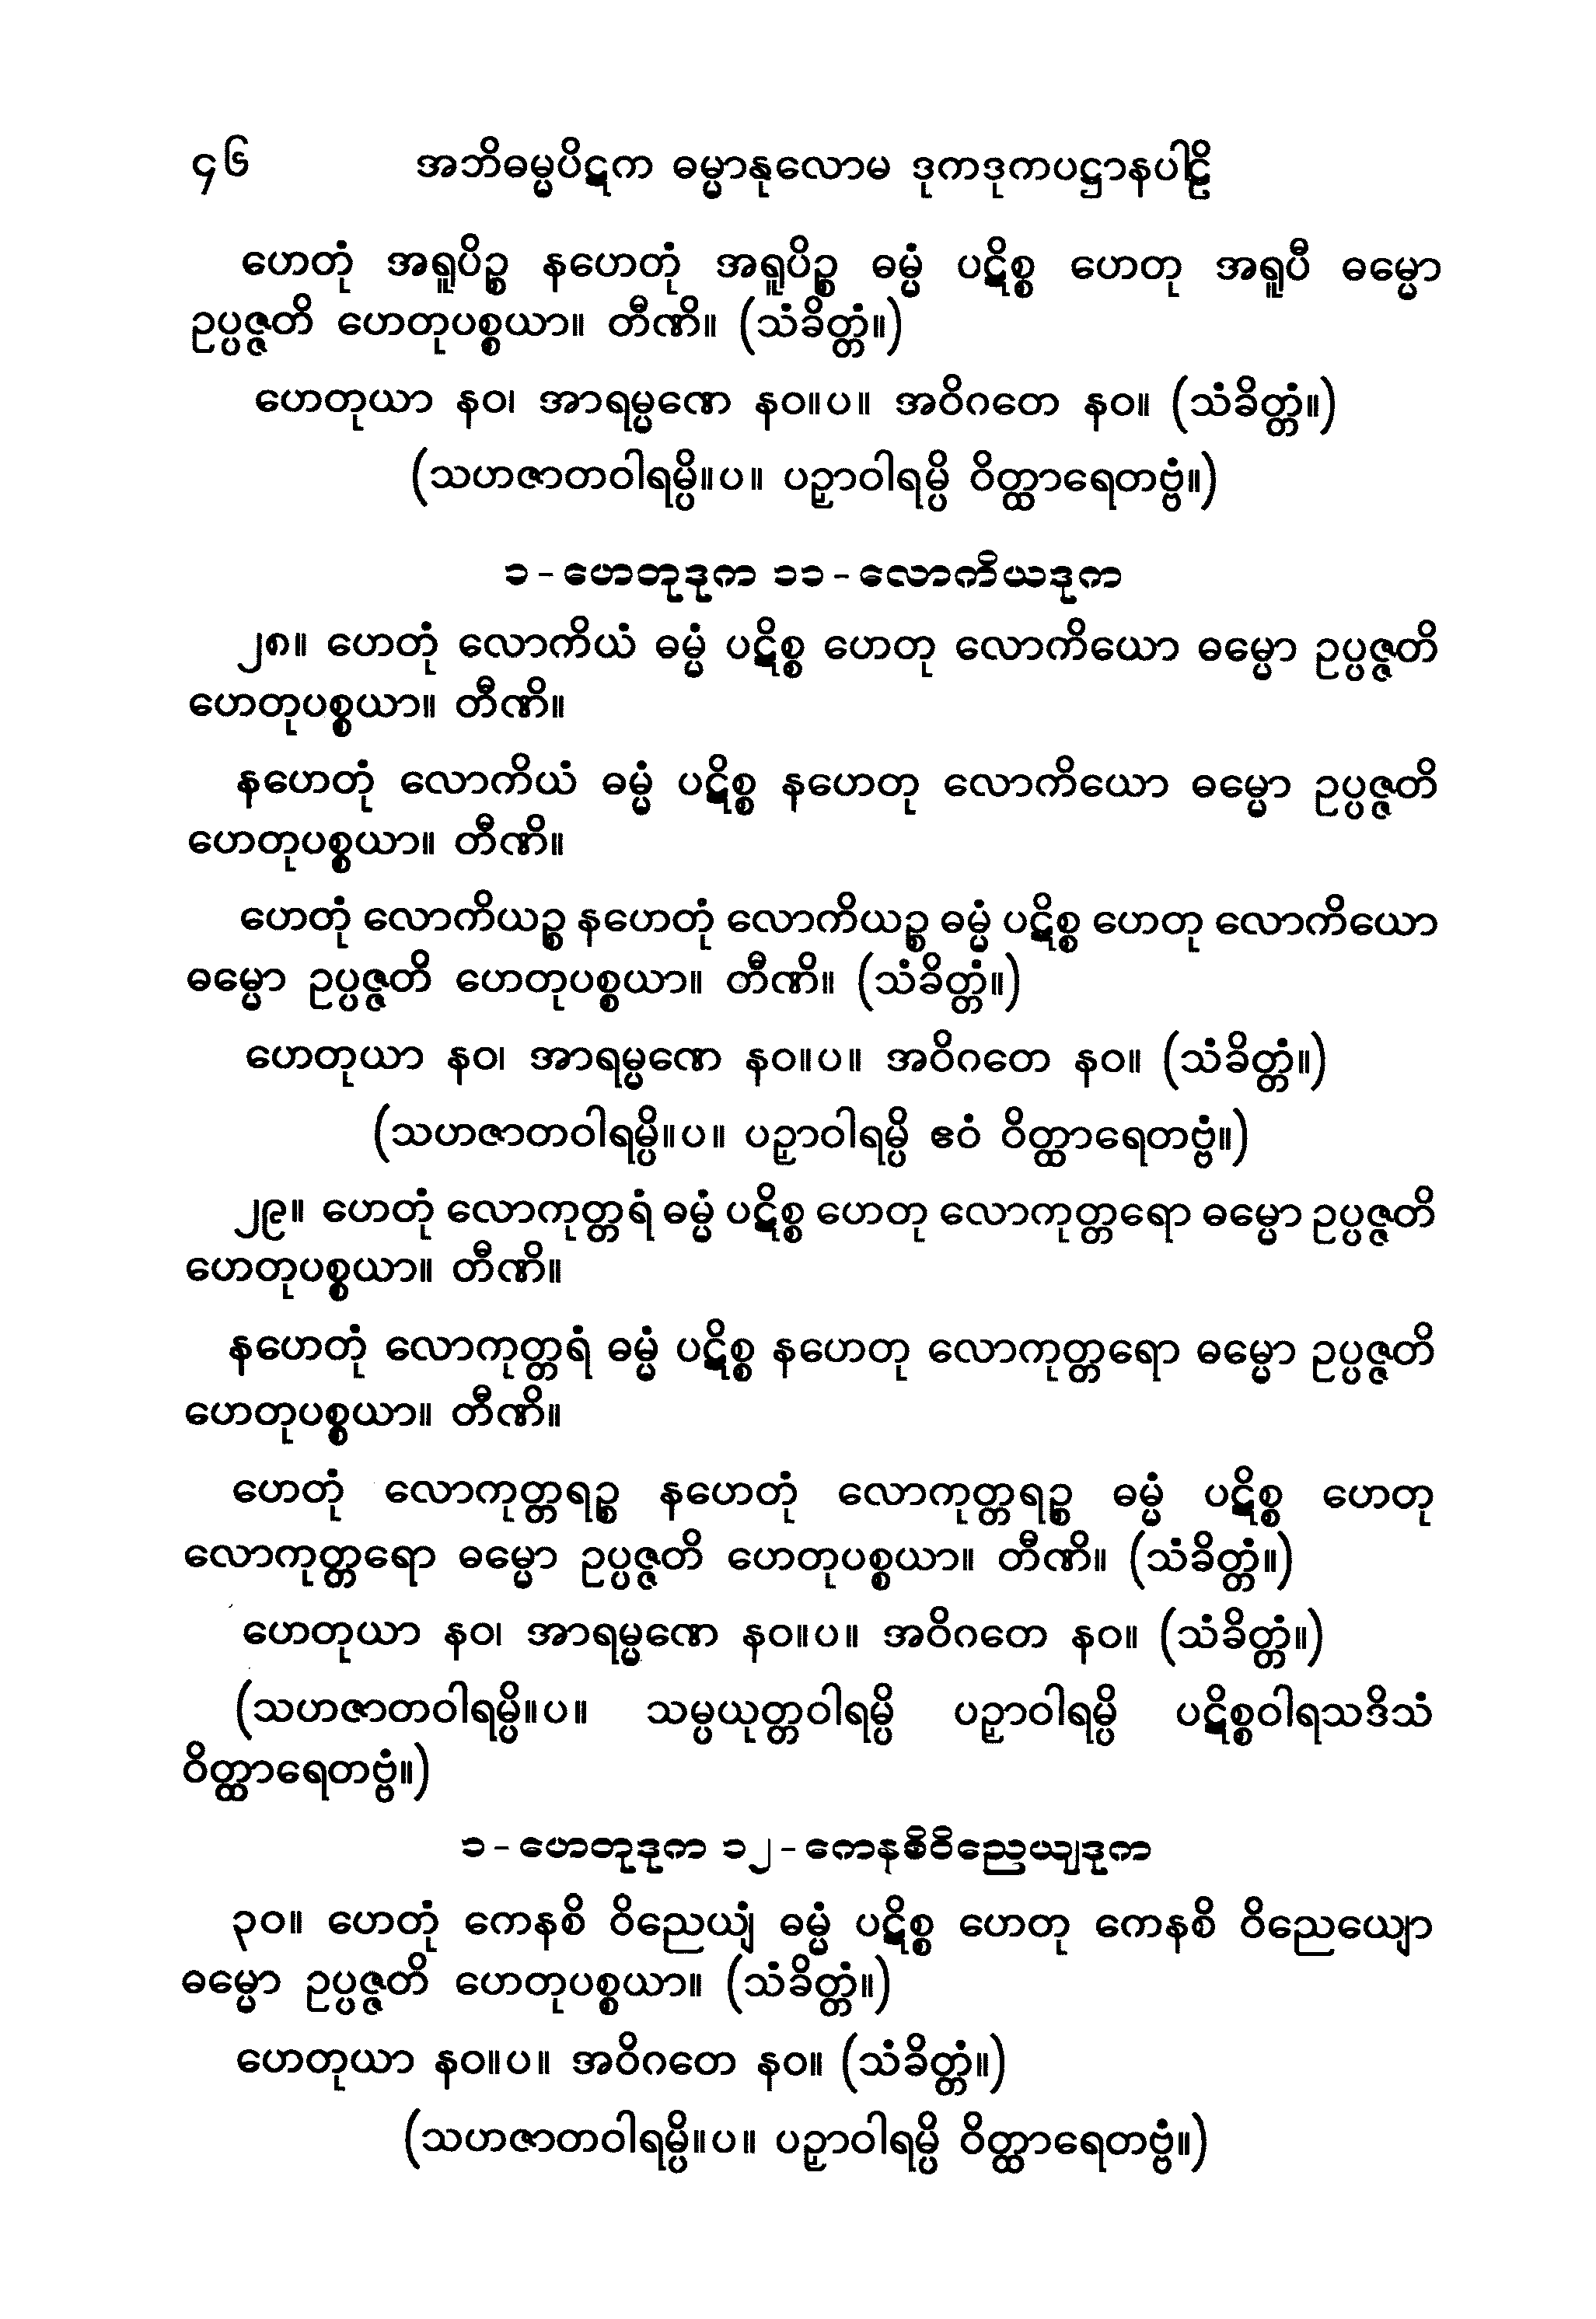 ၄၆ အဘိဓမ္မပိဋက ဓမ္မာနုလောမ ဒုကဒုကပဋ္ဌာနပါဠိ
ဟေတုံ အရူပိဉ္စ နဟေတုံ အရူပိဉ္စ ဓမ္မံ ပဋိစ္စ ဟေတု အရူပီ ဓမ္မော
ဥပ္ပဇ္ဇတိ ဟေတုပစ္စယာ။ တီဏိ။ (သံခိတ္တံ။)
ဟေတုယာ နဝ၊ အာရမ္မဏေ နဝ။ပ။ အဝိဂတေ နဝ။ (သံခိတ္တံ။)
(သဟဇာတဝါရမ္ပိ။ပ။ ပဉှာဝါရမ္ပိ ဝိတ္ထာရေတဗ္ဗံ။)
၁-ဟေတုဒုက ၁၁-လောကိယဒုက
၂၈။ ဟေတုံ လောကိယံ ဓမ္မံ ပဋိစ္စ ဟေတု လောကိယော ဓမ္မော ဥပ္ပဇ္ဇတိ
ဟေတုပစ္စယာ။ တီဏိ။
နဟေတုံ လောကိယံ ဓမ္မံ ပဋိစ္စ နဟေတု လောကိယော ဓမ္မော ဥပ္ပဇ္ဇတိ
ဟေတုပစ္စယာ။ တီဏိ။
ဟေတုံ လောကိယဉ္စ နဟေတုံ လောကိယဉ္စ ဓမ္မံ ပဋိစ္စ ဟေတု လောကိယော
ဓမ္မော ဥပ္ပဇ္ဇတိ ဟေတုပစ္စယာ။ တီဏိ။ (သံခိတ္တံ။)
ဟေတုယာ နဝ၊ အာရမ္မဏေ နဝ။ပ။ အဝိဂတေ နဝ။ (သံခိတ္တံ။)
(သဟဇာတဝါရမ္ပိ။ပ။ ပဉှာဝါရမ္ပိ ဧဝံ ဝိတ္ထာရေတဗ္ဗံ။)
၂၉။ ဟေတုံ လောကုတ္တရံ ဓမ္မံ ပဋိစ္စ ဟေတု လောကုတ္တရော ဓမ္မော ဥပ္ပဇ္ဇတိ
ဟေတုပစ္စယာ။ တီဏိ။
နဟေတုံ လောကုတ္တရံ ဓမ္မံ ပဋိစ္စ နဟေတု လောကုတ္တရော ဓမ္မော ဥပ္ပဇ္ဇတိ
ဟေတုပစ္စယာ။ တီဏိ။
ဟေတုံ လောကုတ္တရဉ္စ နဟေတုံ လောကုတ္တရဉ္စ ဓမ္မံ ပဋိစ္စ ဟေတု
လောကုတ္တရော ဓမ္မော ဥပ္ပဇ္ဇတိ ဟေတုပစ္စယာ။ တီဏိ။ (သံခိတ္တံ။)
ဟေတုယာ နဝ၊ အာရမ္မဏေ နဝ။ပ။ အဝိဂတေ နဝ။ (သံခိတ္တံ။)
(သဟဇာတဝါရမ္ပိ။ပ။ သမ္ပယုတ္တဝါရမ္ပိ ပဉှာဝါရမ္ပိ ပဋိစ္စဝါရသဒိသံ
ဝိတ္ထာရေတဗ္ဗံ။)
၁-ဟေတုဒုက ၁၂-ကေနစိဝိညေယျဒုက
၃၀။ ဟေတုံ ကေနစိ ဝိညေယျံ ဓမ္မံ ပဋိစ္စ ဟေတု ကေနစိ ဝိညေယျော
ဓမ္မော ဥပ္ပဇ္ဇတိ ဟေတုပစ္စယာ။ (သံခိတ္တံ။)
ဟေတုယာ နဝ။ပ။ အဝိဂတေ နဝ။ (သံခိတ္တံ။)
(သဟဇာတဝါရမ္ပိ။ပ။ ပဉှာဝါရမ္ပိ ဝိတ္ထာရေတဗ္ဗံ။)